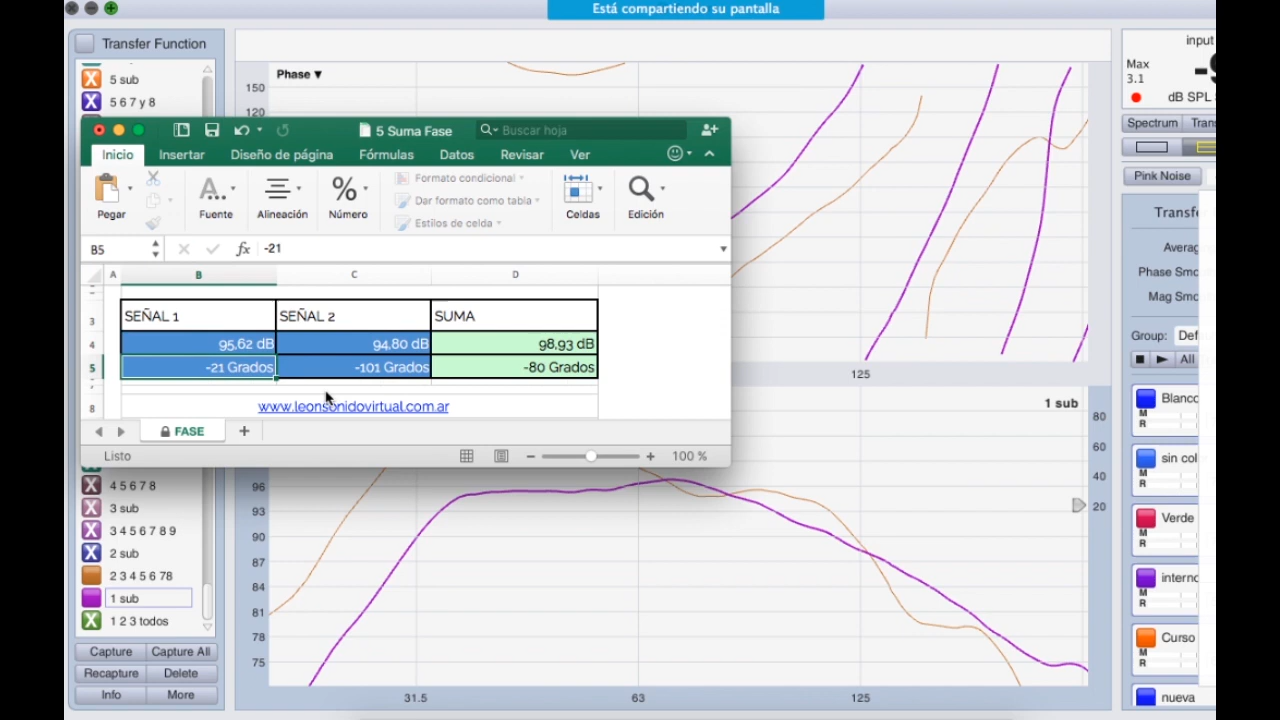 Está compartiendo su pantalla
Transfer Function
5 sub
5 6 7 y 8
Phase ▼
150
120
5 Suma Fase
Buscar hoja
Inicio
Insertar
Diseño de página
Fórmulas
Datos
Revisar
Ver
Pegar
Fuente
Alineación
Número
Formato condicional
Dar formato como tabla
Estilos de celda
Celdas
Edición
B5
fx
-21
A B C D
3 SEÑAL 1 SEÑAL 2 SUMA
4 95,62 dB 94,80 dB 98,93 dB
5 -21 Grados -101 Grados -80 Grados
8 www.leonsonidovirtual.com.ar
FASE
Listo
100 %
125
4 5 6 7 8
3 sub
3 4 5 6 7 8 9
2 sub
2 3 4 5 6 78
1 sub
1 2 3 todos
Capture
Capture All
Recapture
Delete
Info
More
1 sub
80
60
40
20
96
93
90
87
84
81
78
75
31.5
63
125
input
Max
3.1
dB SPL
Spectrum
Pink Noise
Phase
Mag
Group:
All
Blanco
M
R
sin col
M
R
Verde
M
R
interno
M
R
Curso
M
R
nueva